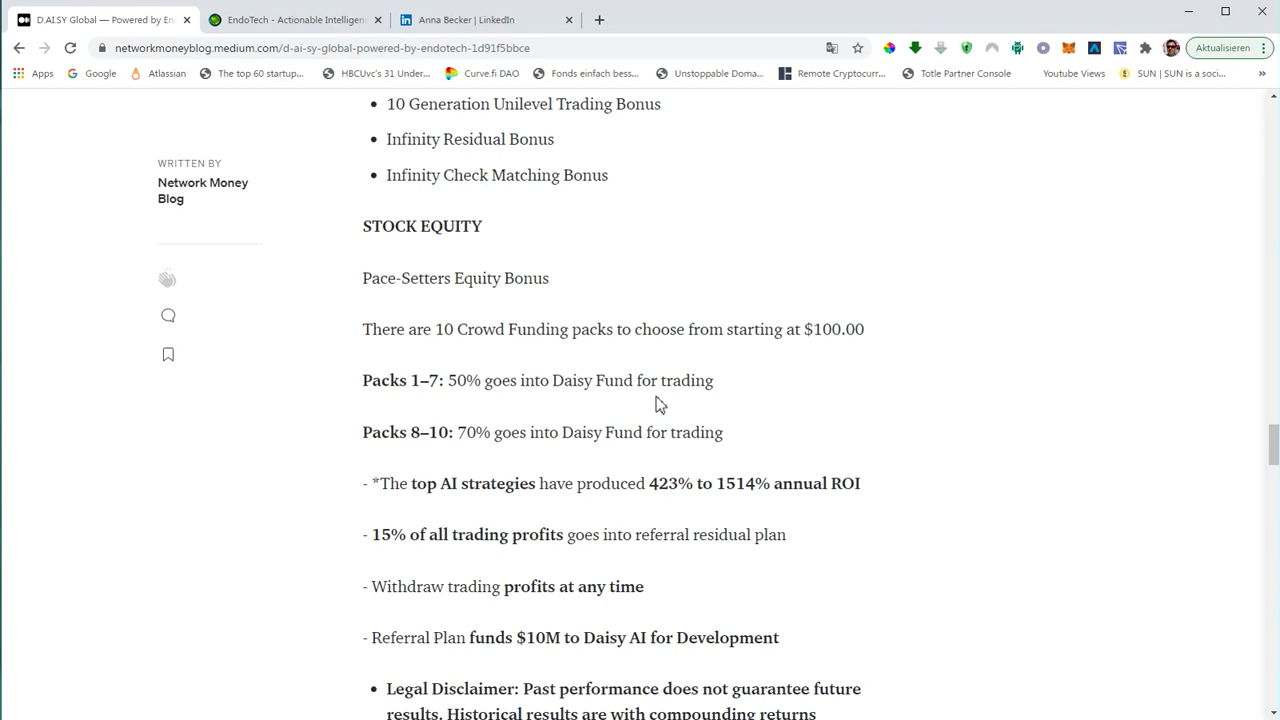 D.AI.SY Global — Powered by En
EndoTech - Actionable Intelligen
Anna Becker | LinkedIn
networkmoneyblog.medium.com/d-ai-sy-global-powered-by-endotech-1d91f5bbce
Aktualisieren
Apps
Google
Atlassian
The top 60 startup...
HBCUvc's 31 Under...
Curve.fi DAO
Fonds einfach bess...
Unstoppable Doma...
Remote Cryptocurr...
Totle Partner Console
Youtube Views
SUN | SUN is a soci...
»
WRITTEN BY
Network Money
Blog
• 10 Generation Unilevel Trading Bonus
• Infinity Residual Bonus
• Infinity Check Matching Bonus
STOCK EQUITY
Pace-Setters Equity Bonus
There are 10 Crowd Funding packs to choose from starting at $100.00
Packs 1–7: 50% goes into Daisy Fund for trading
Packs 8–10: 70% goes into Daisy Fund for trading
- *The top AI strategies have produced 423% to 1514% annual ROI
- 15% of all trading profits goes into referral residual plan
- Withdraw trading profits at any time
- Referral Plan funds $10M to Daisy AI for Development
• Legal Disclaimer: Past performance does not guarantee future
results. Historical results are with compounding returns